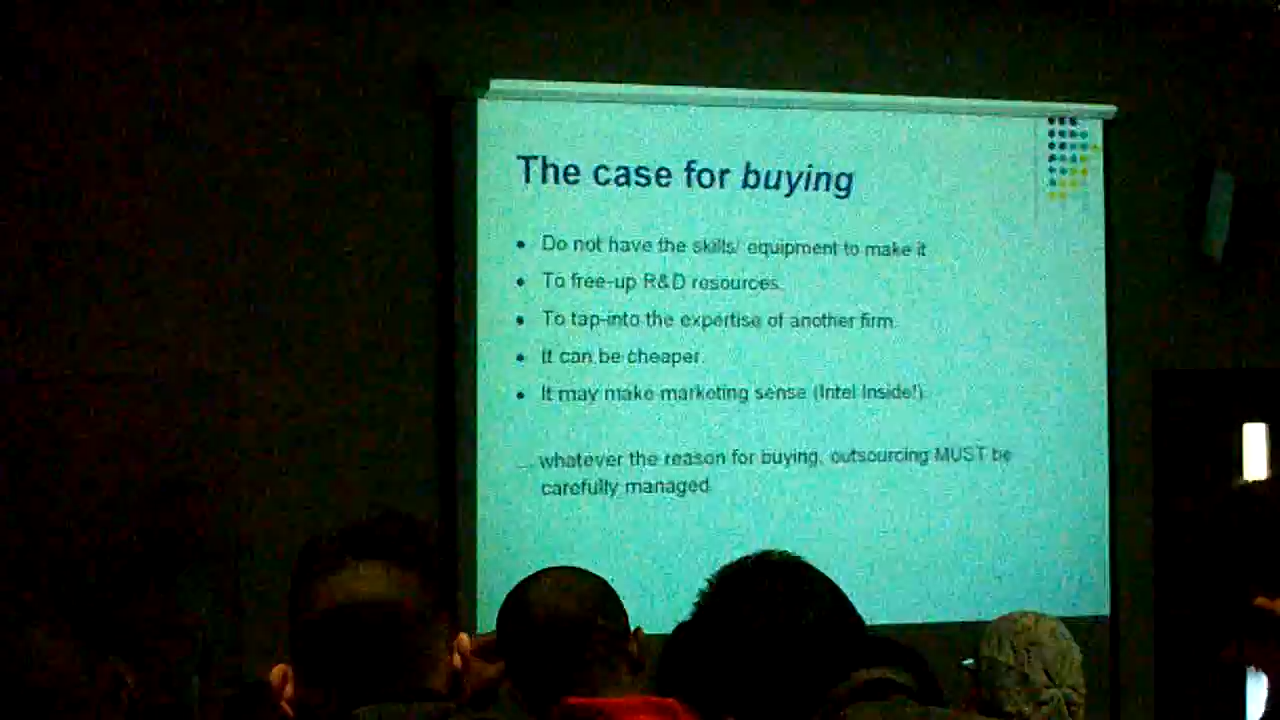 The case for buying
• Do not have the skills/ equipment to make it
• To free-up R&D resources.
• To tap-into the expertise of another firm.
• It can be cheaper.
• It may make marketing sense (Intel Inside!)
... whatever the reason for buying, outsourcing MUST be
carefully managed